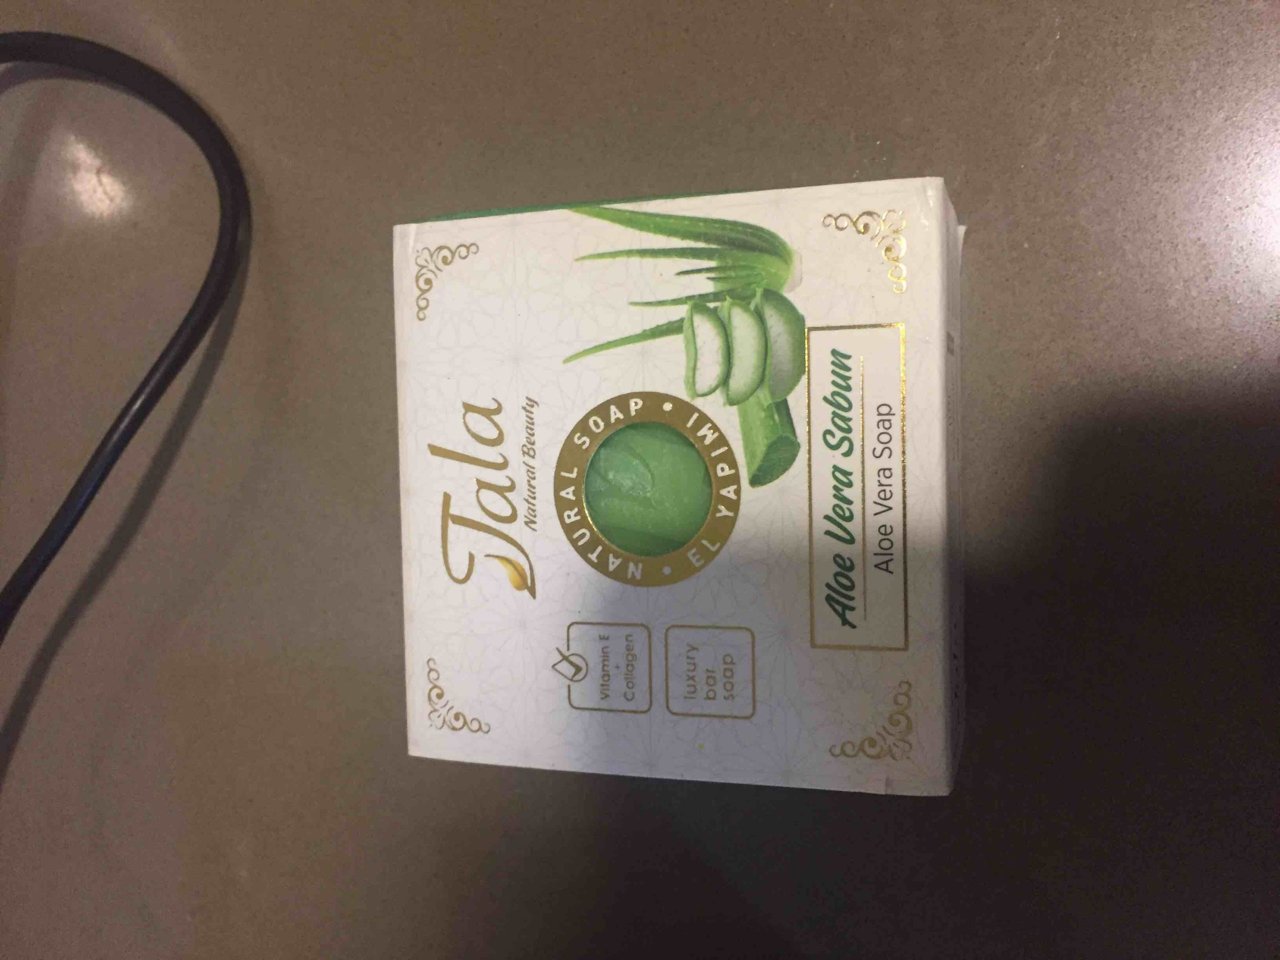 Tala
Natural Beauty
NATURAL SOAP • EL YAPIMI •
Vitamin E
+
Collagen
luxury
bar
soap
Aloe Vera Sabun
Aloe Vera Soap